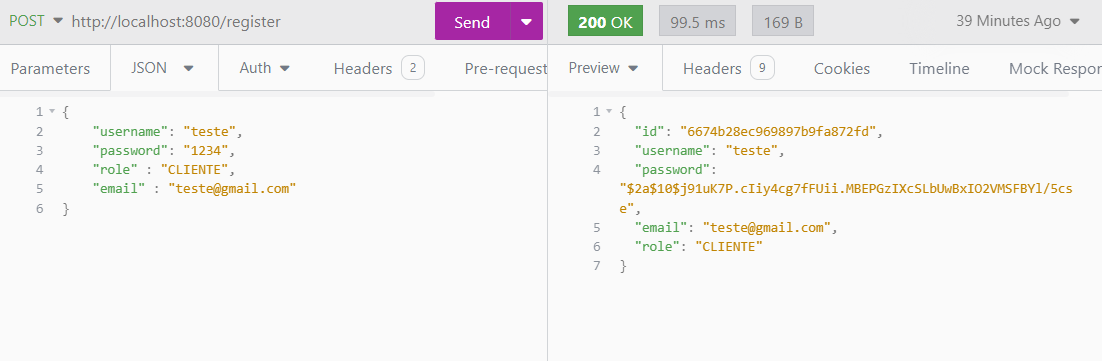 POST http://localhost:8080/register Send 200 OK 99.5 ms 169 B 39 Minutes Ago
Parameters JSON Auth Headers 2 Pre-request Preview Headers 9 Cookies Timeline Mock Respor
1 {
2 "username": "teste",
3 "password": "1234",
4 "role" : "CLIENTE",
5 "email" : "teste@gmail.com"
6 }
1 {
2 "id": "6674b28ec969897b9fa872fd",
3 "username": "teste",
4 "password":
"$2a$10$j91uK7P.cIiy4cg7fFUii.MBEPGzIXcSLbUwBxIO2VMSFBYl/5cs
e",
5 "email": "teste@gmail.com",
6 "role": "CLIENTE"
7 }